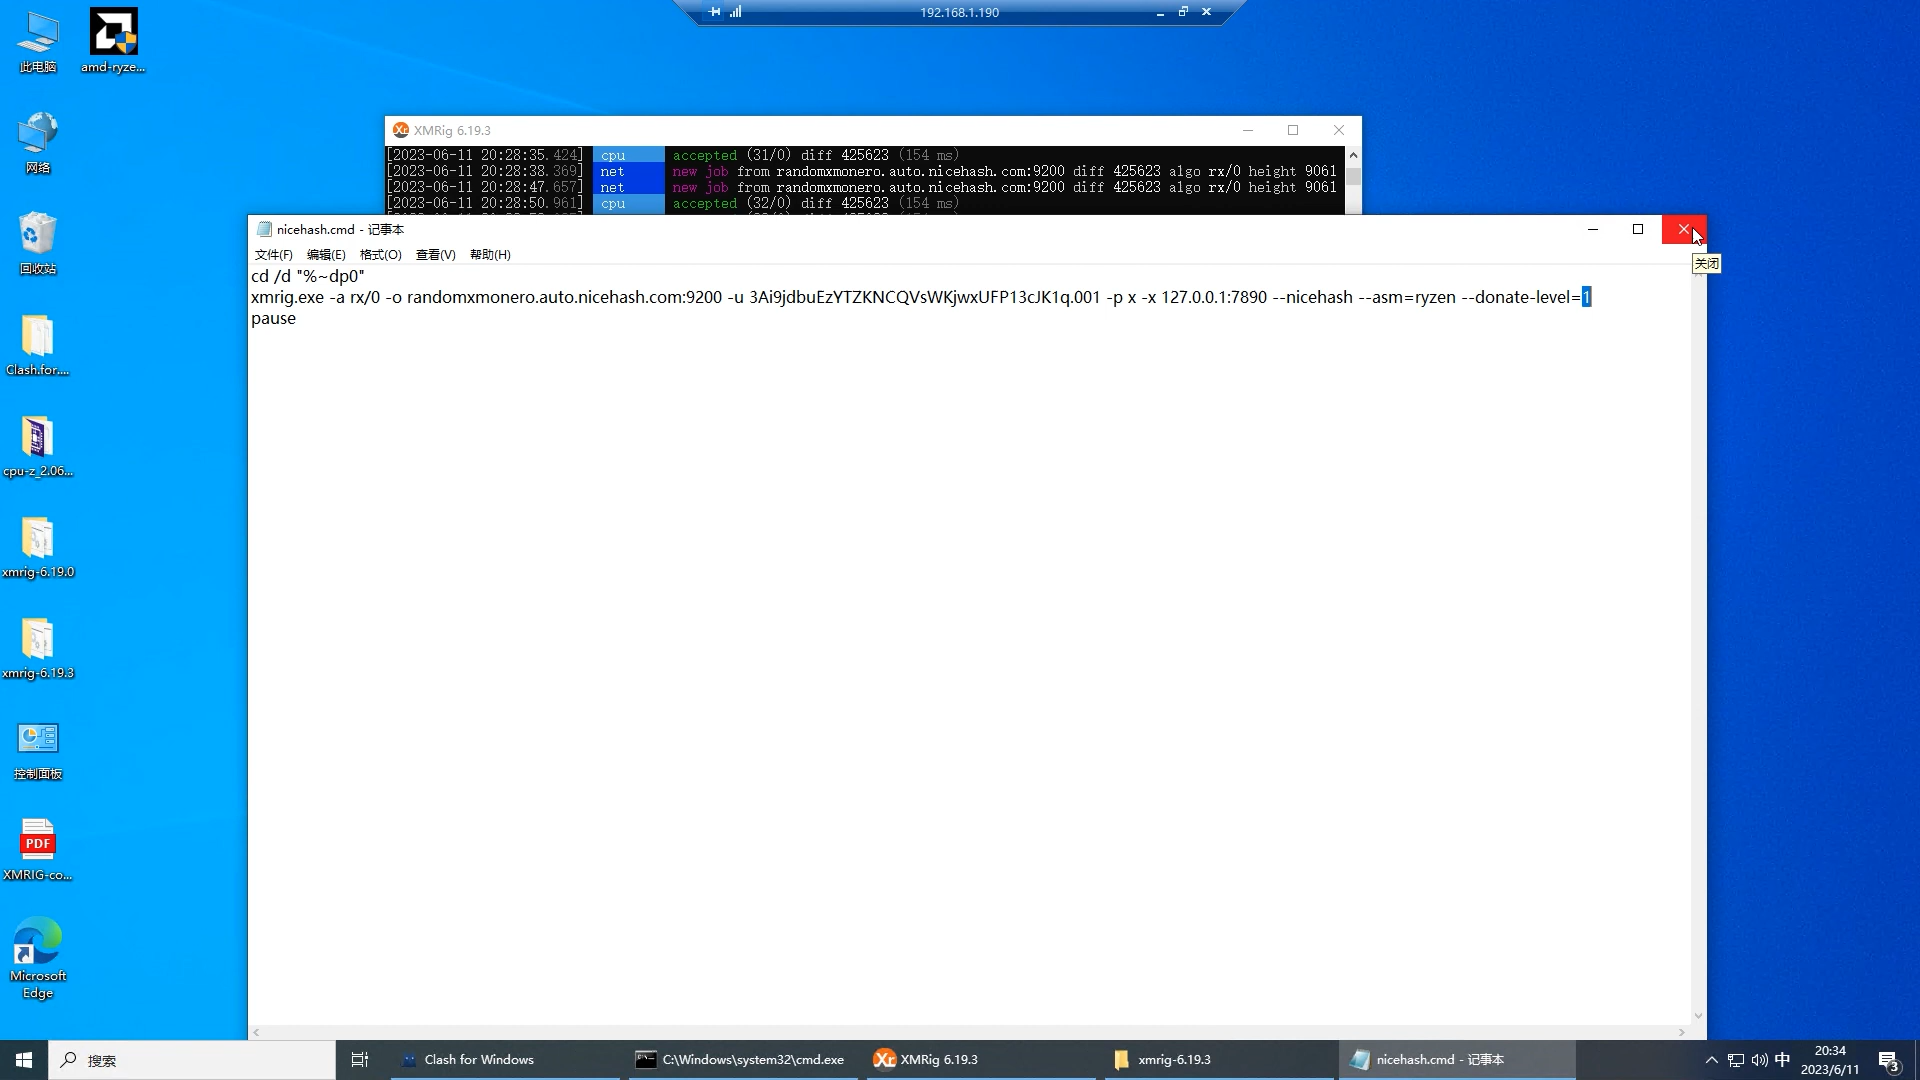 192.168.1.190
此电脑
amd-ryze...
网络
回收站
Clash.for....
cpu-z_2.06...
xmrig-6.19.0
xmrig-6.19.3
控制面板
PDF
XMRIG-co...
Microsoft
Edge
XMRig 6.19.3
[2023-06-11 20:28:35.424] cpu accepted (31/0) diff 425623 (154 ms)
[2023-06-11 20:28:38.369] net new job from randomxmonero.auto.nicehash.com:9200 diff 425623 algo rx/0 height 9061
[2023-06-11 20:28:47.657] net new job from randomxmonero.auto.nicehash.com:9200 diff 425623 algo rx/0 height 9061
[2023-06-11 20:28:50.961] cpu accepted (32/0) diff 425623 (154 ms)
nicehash.cmd - 记事本
关闭
文件(F) 编辑(E) 格式(O) 查看(V) 帮助(H)
cd /d "%~dp0"
xmrig.exe -a rx/0 -o randomxmonero.auto.nicehash.com:9200 -u 3Ai9jdbuEzYTZKNCQVsWKjwxUFP13cJK1q.001 -p x -x 127.0.0.1:7890 --nicehash --asm=ryzen --donate-level=1
pause
搜索
Clash for Windows
C:\Windows\system32\cmd.exe
XMRig 6.19.3
xmrig-6.19.3
nicehash.cmd - 记事本
中
20:34
2023/6/11
3